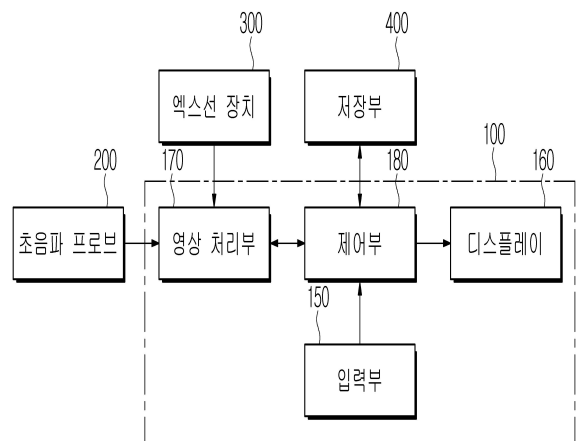 300
400
엑스선 장치
저장부
100
200
170
180
160
초음파 프로브
영상 처리부
제어부
디스플레이
150
입력부